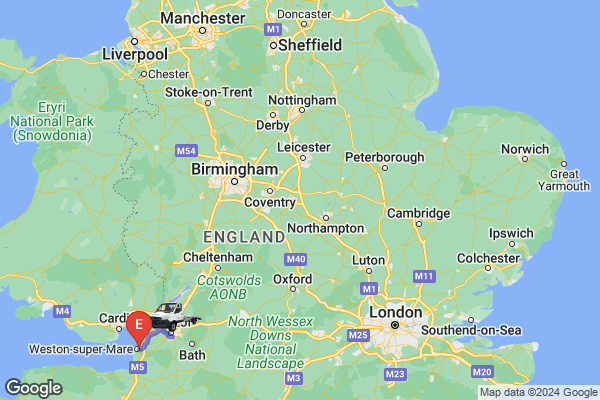 Doncaster
Manchester
M1
Liverpool
Sheffield
Chester
Stoke-on-Trent
Nottingham
Eryri
National Park
(Snowdonia)
Derby
Leicester
M54
Peterborough
Norwich
Birmingham
Great
Yarmouth
Coventry
Cambridge
Northampton
ENGLAND
Ipswich
M40
Cheltenham
Luton
Colchester
M11
Cotswolds
AONB
Oxford
M1
M4
London
North Wessex
Downs
National
Landscape
Southend-on-Sea
M25
E
Weston-super-Mare
Bath
M5
M3
M23
M20
Google
Google
Map data ©2024 Google